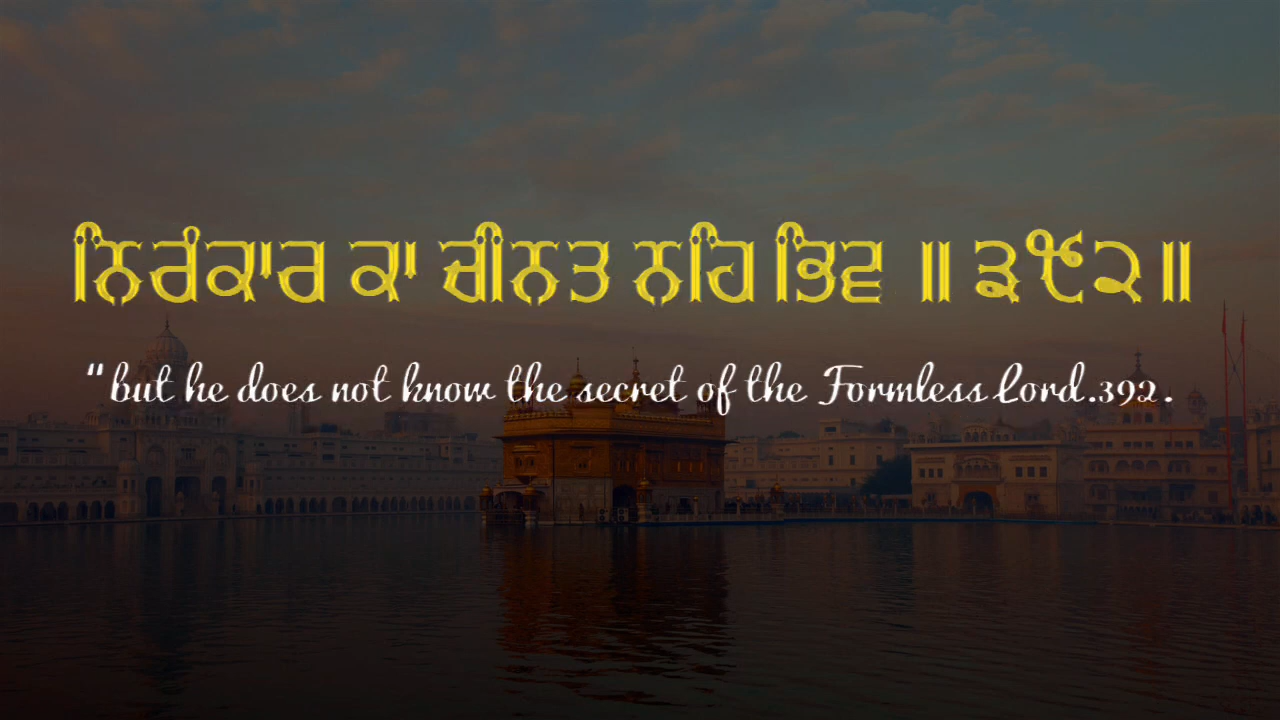 ਨਿਰੰਕਾਰ ਕਾ ਚੀਨਤ ਨਹਿ ਭਿਵ ॥੩੯੨॥
“but he does not know the secret of the Formless Lord.392.